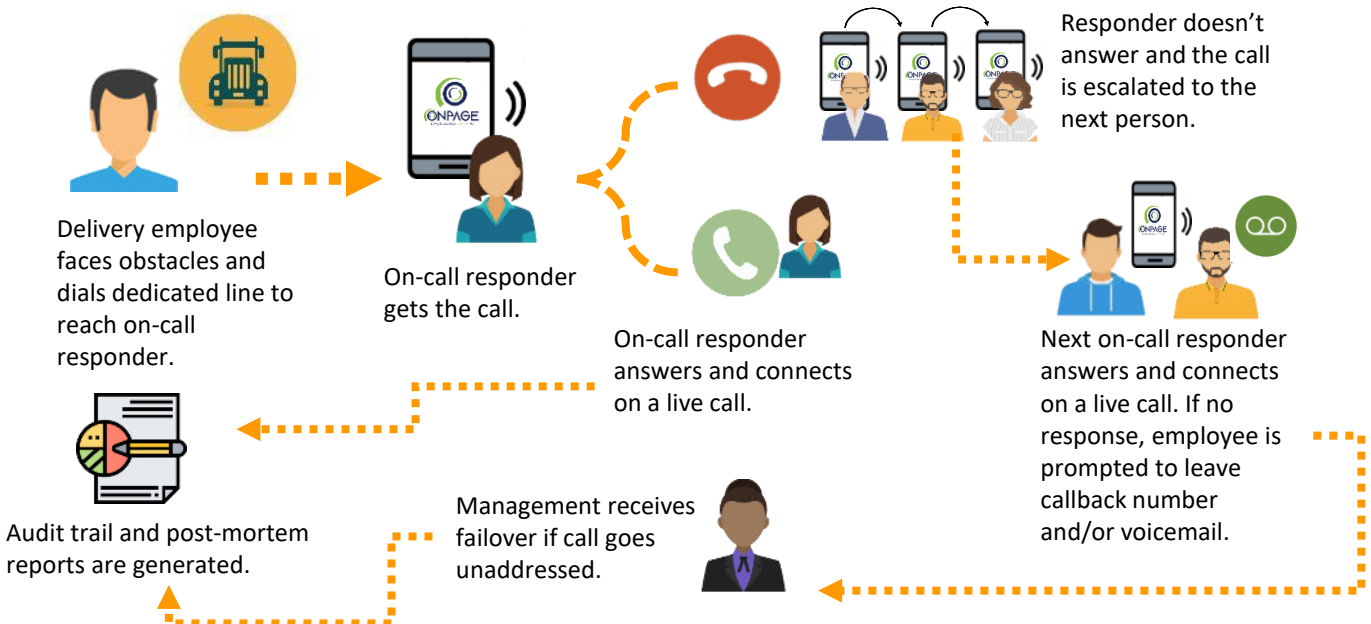 ONPAGE
Delivery employee
faces obstacles and
dials dedicated line to
reach on-call
responder.
On-call responder
gets the call.
ONPAGE
ONPAGE
ONPAGE
Responder doesn’t
answer and the call
is escalated to the
next person.
On-call responder
answers and connects
on a live call.
ONPAGE
Next on-call responder
answers and connects
on a live call. If no
response, employee is
prompted to leave
callback number
and/or voicemail.
Management receives
failover if call goes
unaddressed.
Audit trail and post-mortem
reports are generated.